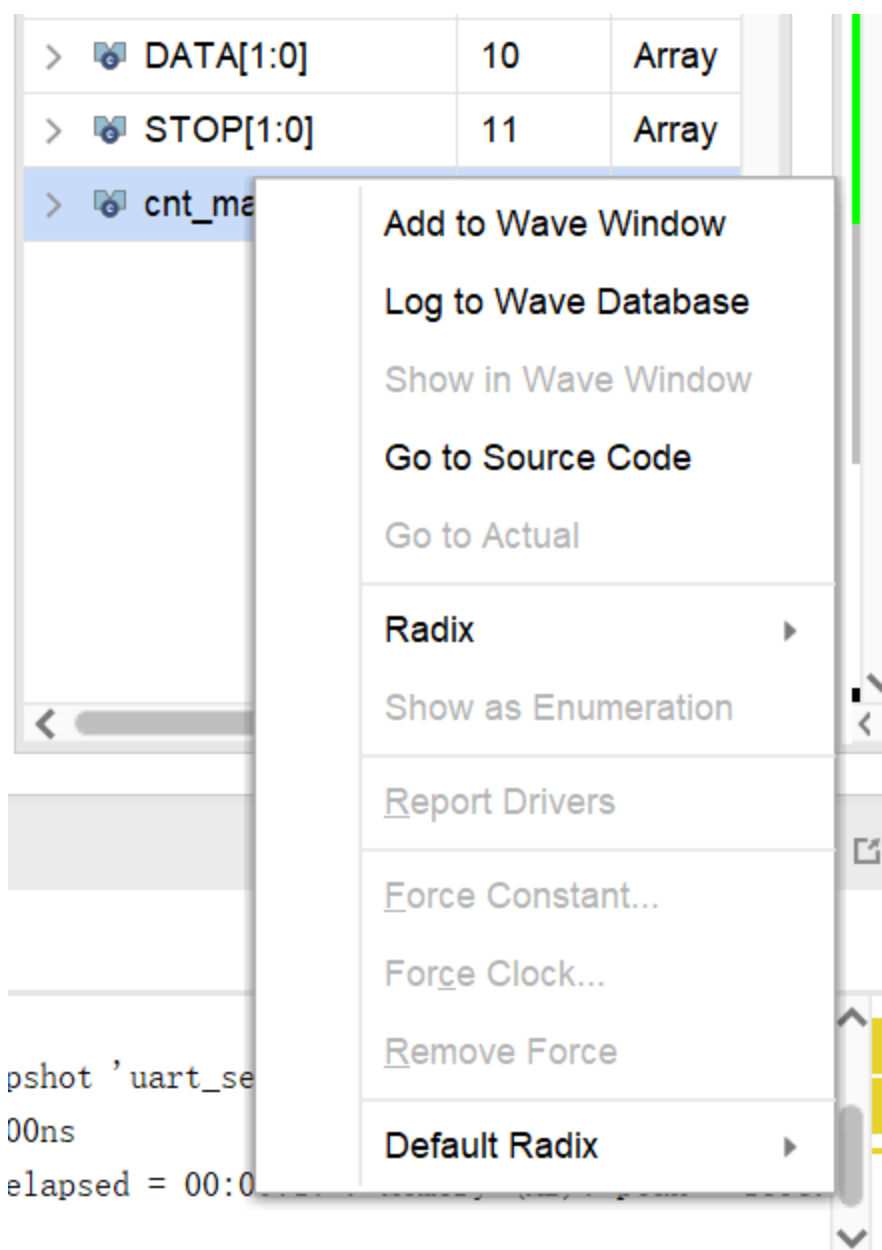 DATA[1:0] 10 Array
STOP[1:0] 11 Array
cnt_ma
Add to Wave Window
Log to Wave Database
Show in Wave Window
Go to Source Code
Go to Actual
Radix
Show as Enumeration
Report Drivers
Force Constant...
Force Clock...
Remove Force
Default Radix
pshot 'uart_se
00ns
elapsed = 00:0